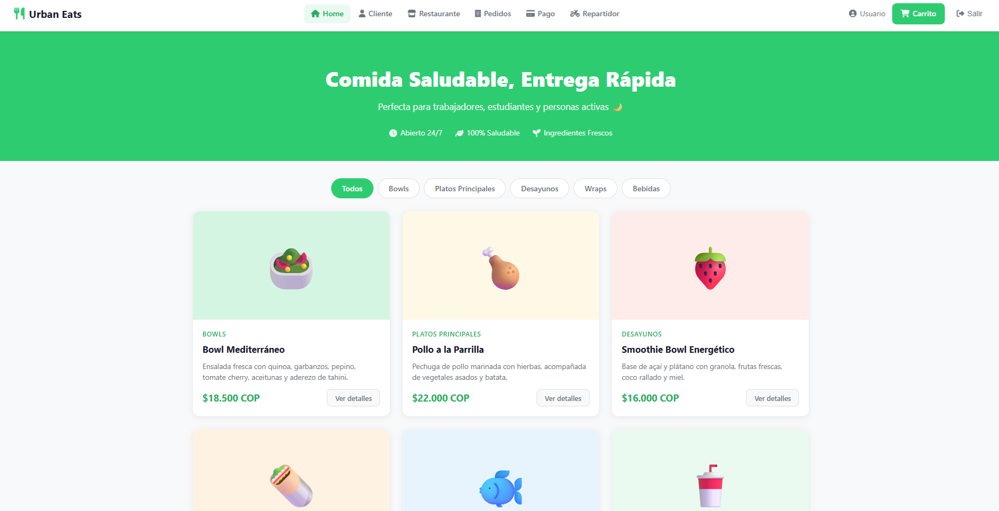 Urban Eats
Home
Cliente
Restaurante
Pedidos
Pago
Repartidor
Usuario
Carrito
Salir
Comida Saludable, Entrega Rápida
Perfecta para trabajadores, estudiantes y personas activas 🌙
Abierto 24/7
100% Saludable
Ingredientes Frescos
Todos
Bowls
Platos Principales
Desayunos
Wraps
Bebidas
BOWLS
Bowl Mediterráneo
Ensalada fresca con quinoa, garbanzos, pepino,
tomate cherry, aceitunas y aderezo de tahini.
$18.500 COP
Ver detalles
PLATOS PRINCIPALES
Pollo a la Parrilla
Pechuga de pollo marinada con hierbas, acompañada
de vegetales asados y batata.
$22.000 COP
Ver detalles
DESAYUNOS
Smoothie Bowl Energético
Base de açaí y plátano con granola, frutas frescas,
coco rallado y miel.
$16.000 COP
Ver detalles